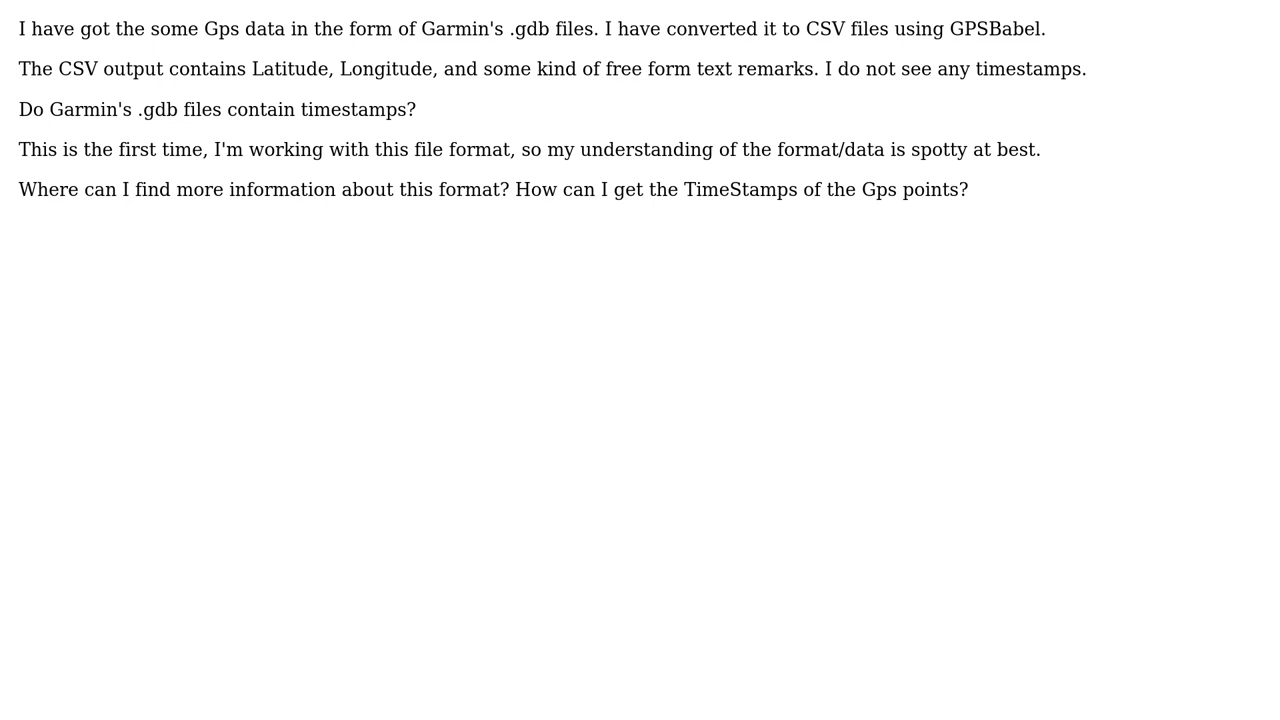 I have got the some Gps data in the form of Garmin's .gdb files. I have converted it to CSV files using GPSBabel.
The CSV output contains Latitude, Longitude, and some kind of free form text remarks. I do not see any timestamps.
Do Garmin's .gdb files contain timestamps?
This is the first time, I'm working with this file format, so my understanding of the format/data is spotty at best.
Where can I find more information about this format? How can I get the TimeStamps of the Gps points?